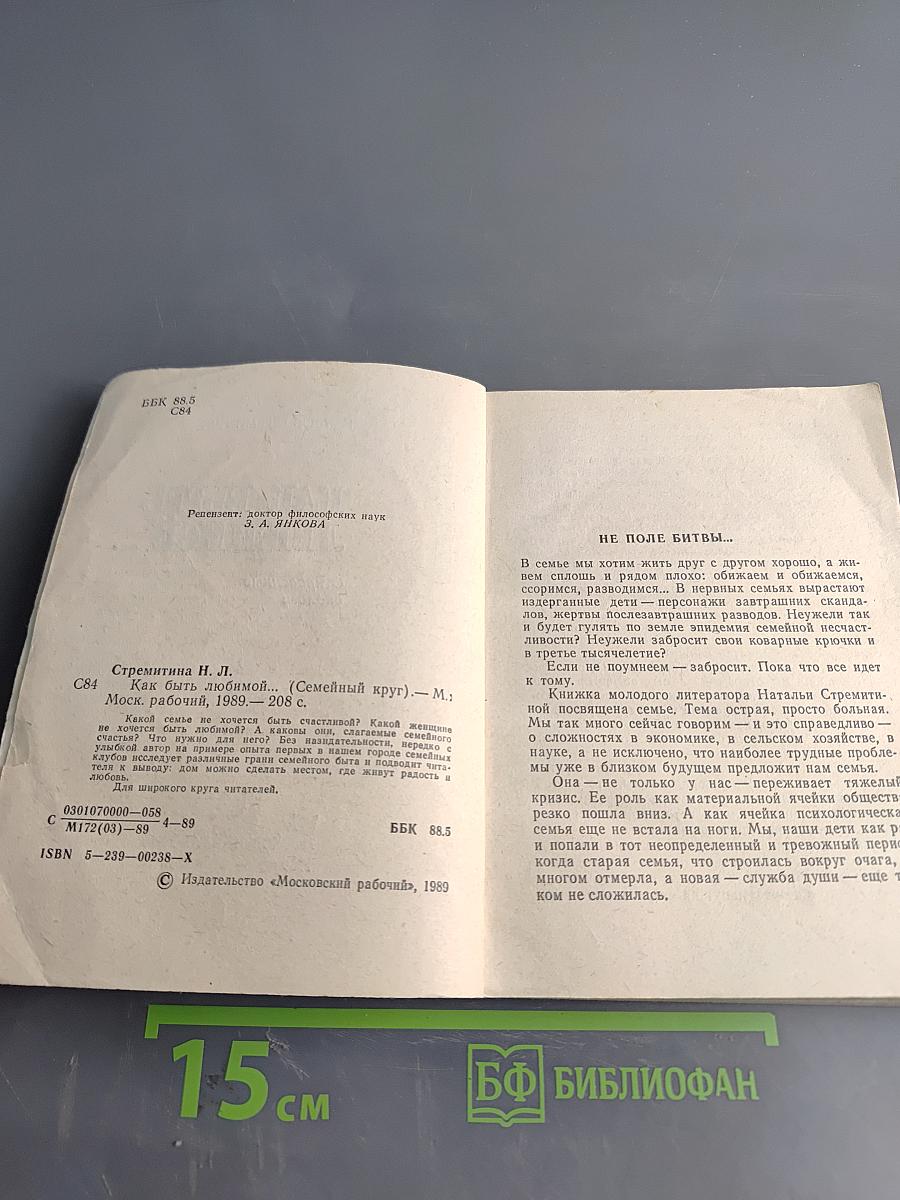 ББК 88.5
С84
Рецензент: доктор философских наук
З. А. ЯНКОВА
Стремитина Н. Л.
С84 Как быть любимой... (Семейный круг).— М.:
Моск. рабочий, 1989.— 208 с.
Какой семье не хочется быть счастливой? Какой женщине
не хочется быть любимой? А каковы они, слагаемые семейного
счастья? Что нужно для него? Без назидательности, нередко с
улыбкой автор на примере опыта первых в нашем городе семейных
клубов исследует различные грани семейного быта и подводит чита-
теля к выводу: дом можно сделать местом, где живут радость и
любовь.
Для широкого круга читателей.
С 0301070000—058
М172(03)—89 4—89
ББК 88.5
ISBN 5—239—00238—X
© Издательство «Московский рабочий», 1989
НЕ ПОЛЕ БИТВЫ...
В семье мы хотим жить друг с другом хорошо, а жи-
вем сплошь и рядом плохо: обижаем и обижаемся,
ссоримся, разводимся... В нервных семьях вырастают
издерганные дети — персонажи завтрашних сканда-
лов, жертвы послезавтрашних разводов. Неужели так
и будет гулять по земле эпидемия семейной несчаст-
ливости? Неужели забросит свои коварные крючки и
в третье тысячелетие?
Если не поумнеем — забросит. Пока что все идет
к тому.
Книжка молодого литератора Натальи Стремити-
ной посвящена семье. Тема острая, просто больная.
Мы так много сейчас говорим — и это справедливо —
о сложностях в экономике, в сельском хозяйстве, в
науке, а не исключено, что наиболее трудные пробле-
мы уже в близком будущем предложит нам семья.
Она — не только у нас — переживает тяжелый
кризис. Ее роль как материальной ячейки обществ
резко пошла вниз. А как ячейка психологическа
семья еще не встала на ноги. Мы, наши дети как р
и попали в тот неопределенный и тревожный перио
когда старая семья, что строилась вокруг очага,
многом отмерла, а новая — служба души — еще т
ком не сложилась.
15 см
БФ БИБЛИОФАН